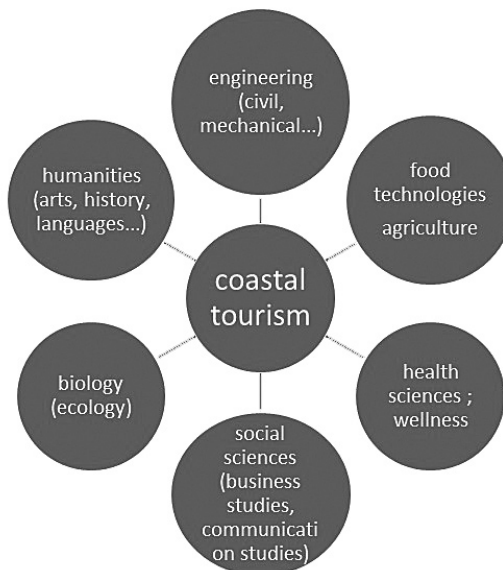 engineering
(civil,
mechanical...)
humanities
(arts, history,
languages...)
food
technologies
agriculture
coastal
tourism
biology
(ecology)
health
sciences ;
wellness
social
sciences
(business
studies,
communicati
on studies)